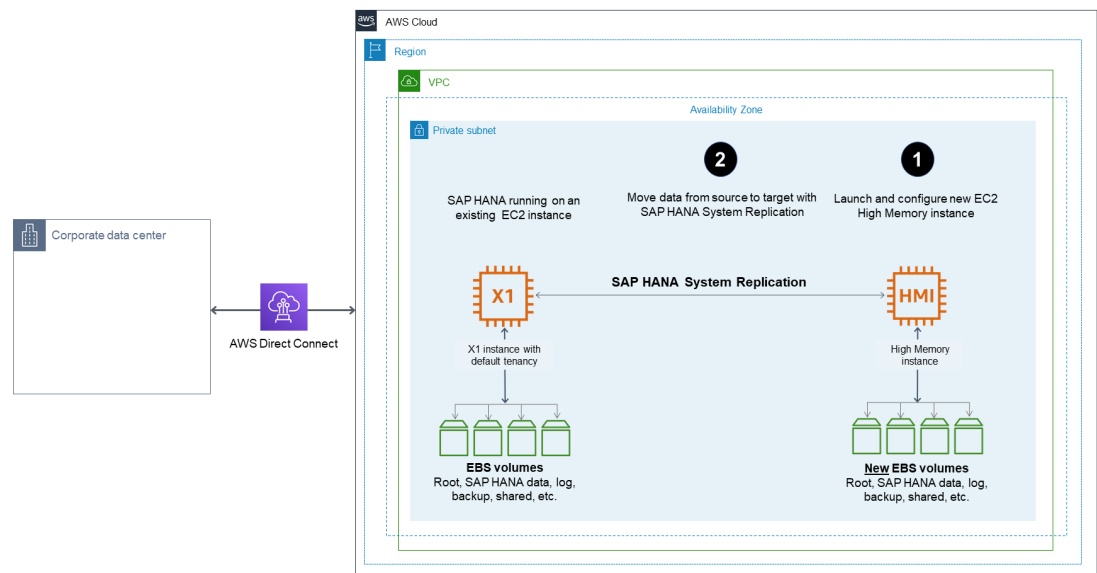 aws
AWS Cloud
Region
VPC
Availability Zone
Private subnet
2
1
SAP HANA running on an
existing EC2 instance
Move data from source to target with
SAP HANA System Replication
Launch and configure new EC2
High Memory instance
Corporate data center
AWS Direct Connect
X1
SAP HANA System Replication
HMI
X1 instance with
default tenancy
High Memory
instance
EBS volumes
Root, SAP HANA data, log,
backup, shared, etc.
New EBS volumes
Root, SAP HANA data, log,
backup, shared, etc.